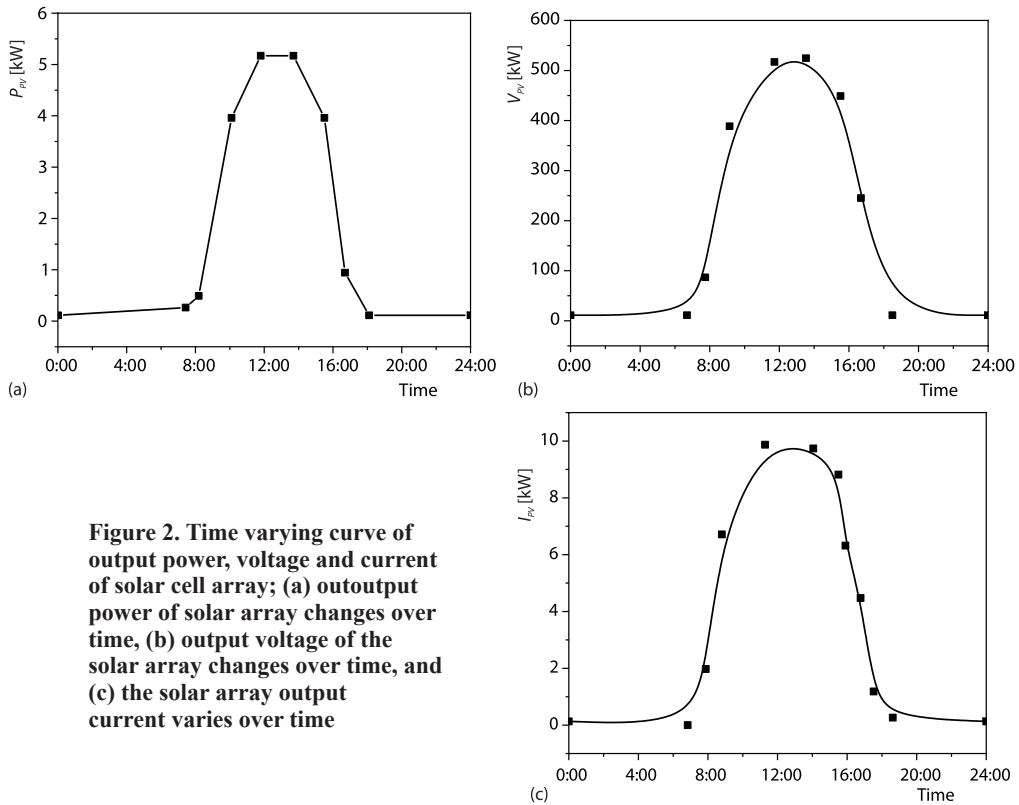 6
5
4
3
2
1
0
P_PV [kW]
0:00 4:00 8:00 12:00 16:00 20:00 24:00
(a) Time
600
500
400
300
200
100
0
V_PV [kW]
0:00 4:00 8:00 12:00 16:00 20:00 24:00
(b) Time
10
8
6
4
2
0
I_PV [kW]
0:00 4:00 8:00 12:00 16:00 20:00 24:00
(c) Time
Figure 2. Time varying curve of
output power, voltage and current
of solar cell array; (a) outoutput
power of solar array changes over
time, (b) output voltage of the
solar array changes over time, and
(c) the solar array output
current varies over time